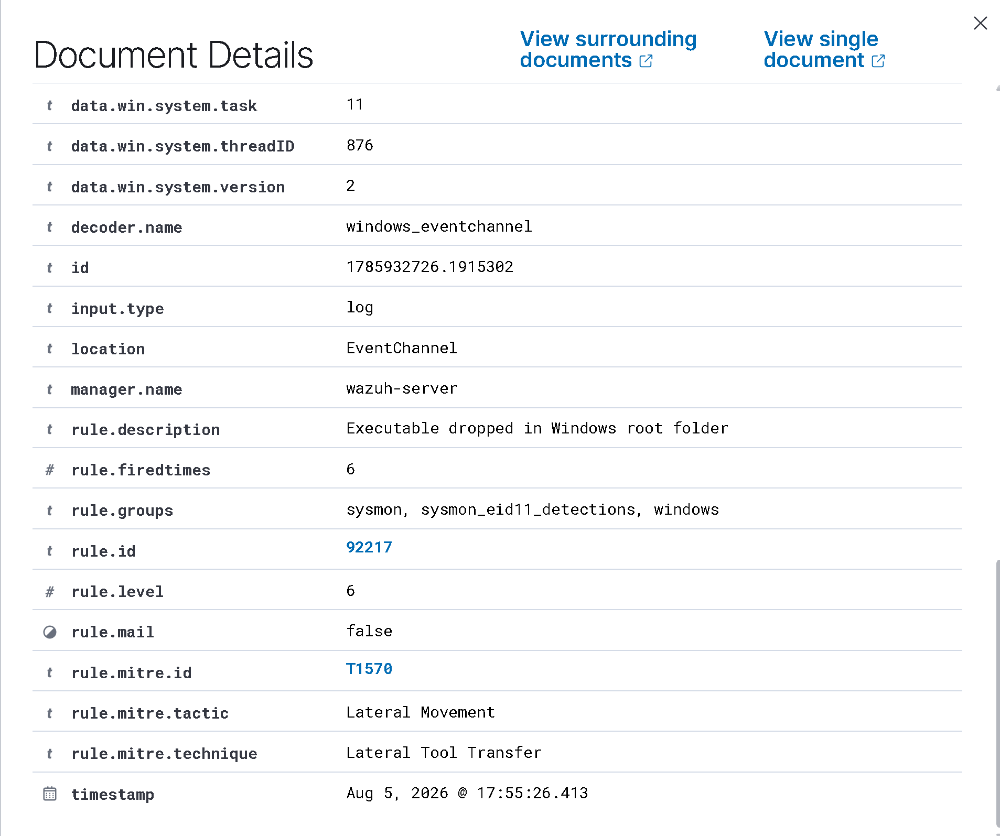 Document Details
View surrounding
documents
View single
document
t data.win.system.task 11
t data.win.system.threadID 876
t data.win.system.version 2
t decoder.name windows_eventchannel
t id 1785932726.1915302
t input.type log
t location EventChannel
t manager.name wazuh-server
t rule.description Executable dropped in Windows root folder
# rule.firedtimes 6
t rule.groups sysmon, sysmon_eid11_detections, windows
t rule.id 92217
# rule.level 6
rule.mail false
t rule.mitre.id T1570
t rule.mitre.tactic Lateral Movement
t rule.mitre.technique Lateral Tool Transfer
timestamp Aug 5, 2026 @ 17:55:26.413